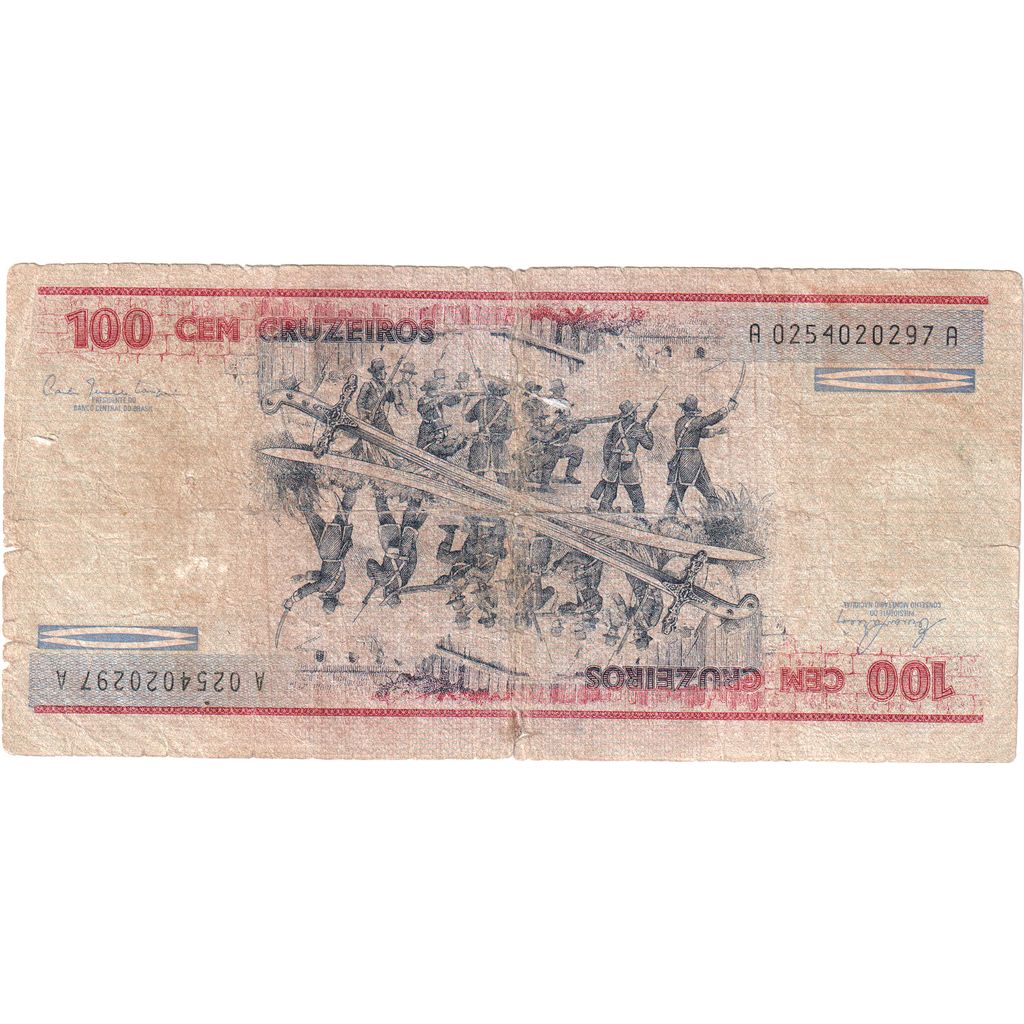 100 CEM CRUZEIROS
A 0254020297 A
PRESIDENTE DO
BANCO CENTRAL DO BRASIL
PRESIDENTE DO
CONSELHO MONETÁRIO NACIONAL
A 0254020297 A
100 CEM CRUZEIROS